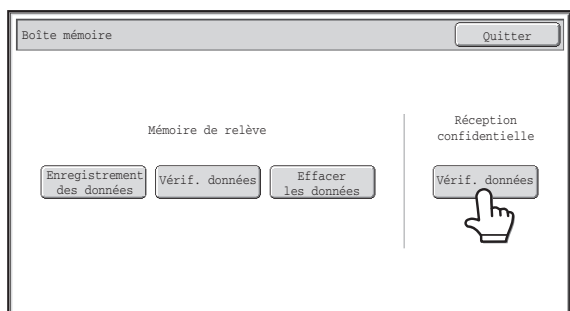 Boîte mémoire
Quitter
Mémoire de relève
Réception
confidentielle
Enregistrement
des données
Vérif. données
Effacer
les données
Vérif. données